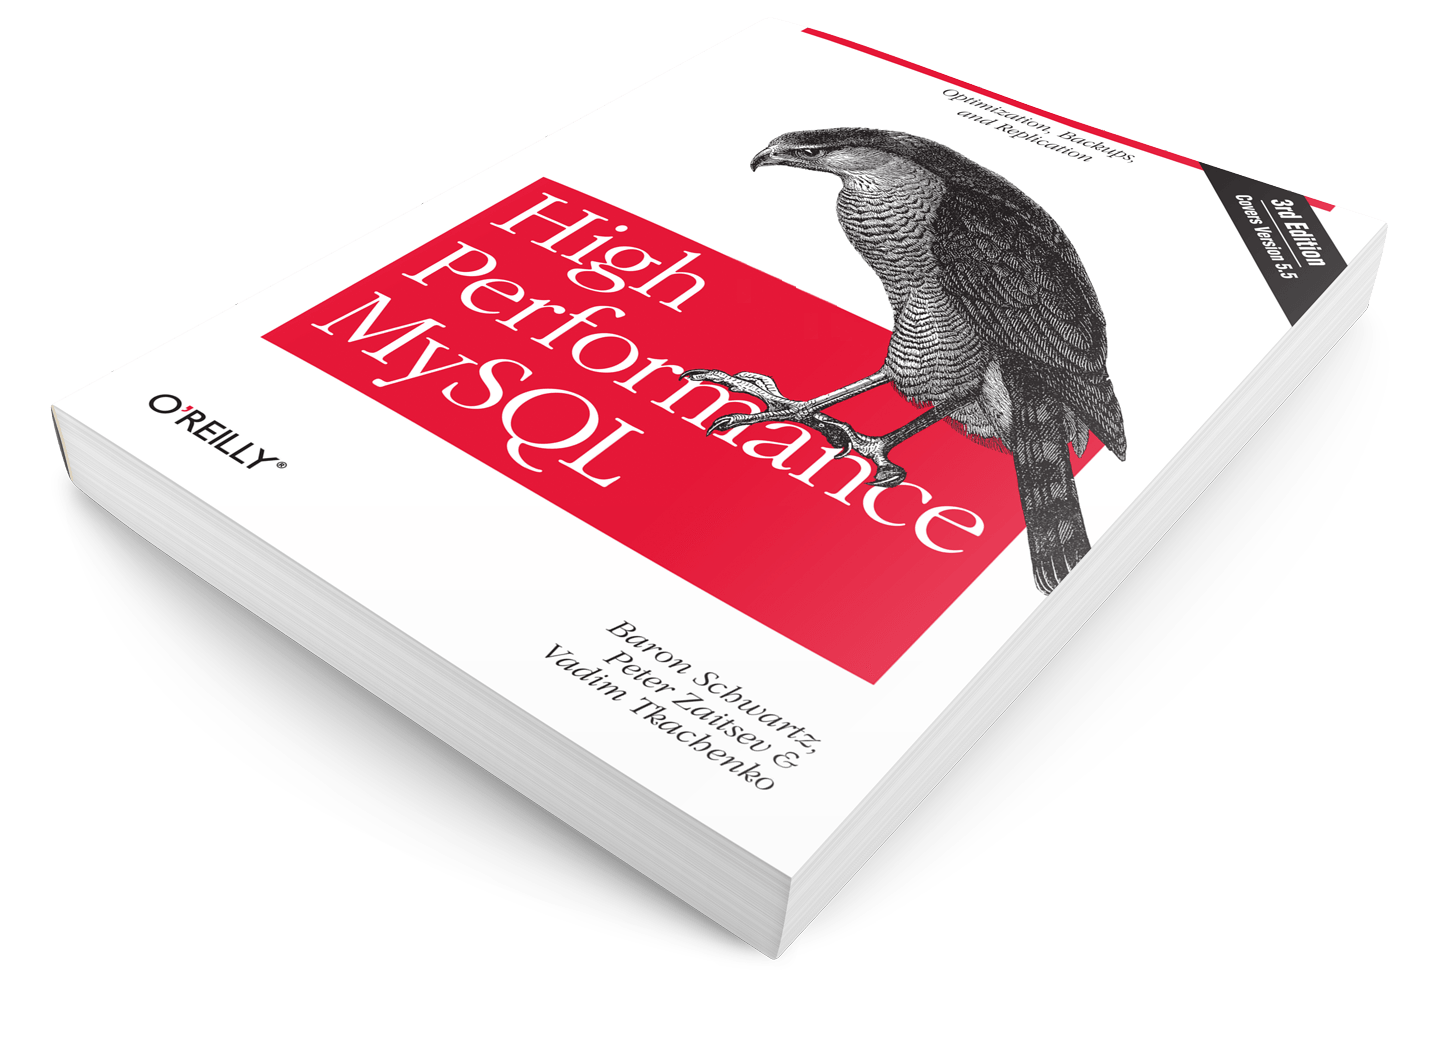 Optimization, Backups,
and Replication
3rd Edition
Covers Version 5.5
High
Performance
MySQL
O'REILLY®
Baron Schwartz,
Peter Zaitsev &
Vadim Tkachenko